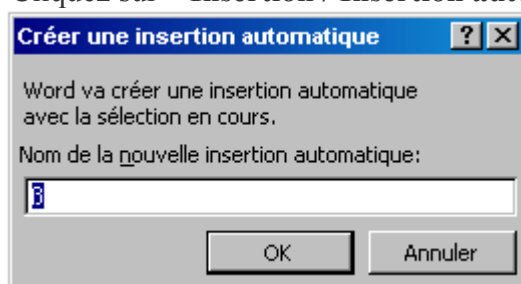 Créer une insertion automatique
Word va créer une insertion automatique
avec la sélection en cours.
Nom de la nouvelle insertion automatique:
3
OK Annuler